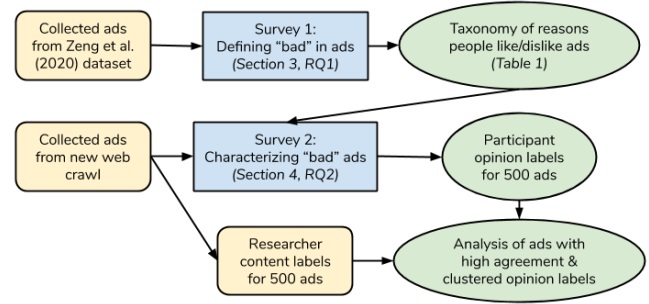 Collected ads
from Zeng et al.
(2020) dataset
Survey 1:
Defining “bad” in ads
(Section 3, RQ1)
Taxonomy of reasons
people like/dislike ads
(Table 1)
Collected ads
from new web
crawl
Survey 2:
Characterizing “bad” ads
(Section 4, RQ2)
Participant
opinion labels
for 500 ads
Researcher
content labels
for 500 ads
Analysis of ads with
high agreement &
clustered opinion labels